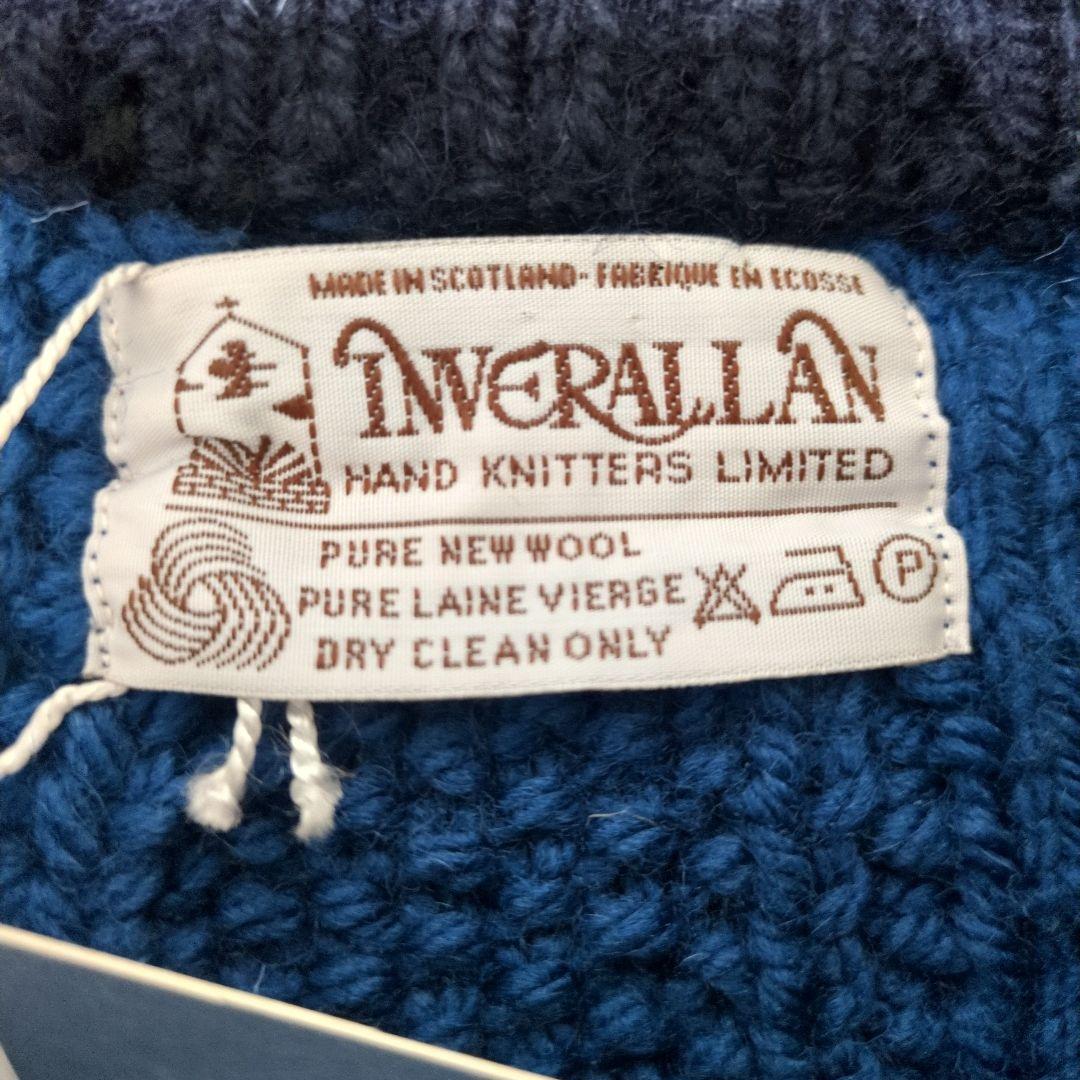 MADE IN SCOTLAND - FABRIQUE EN ECOSSE
INVERALLAN
HAND KNITTERS LIMITED
PURE NEW WOOL
PURE LAINE VIERGE
DRY CLEAN ONLY
P